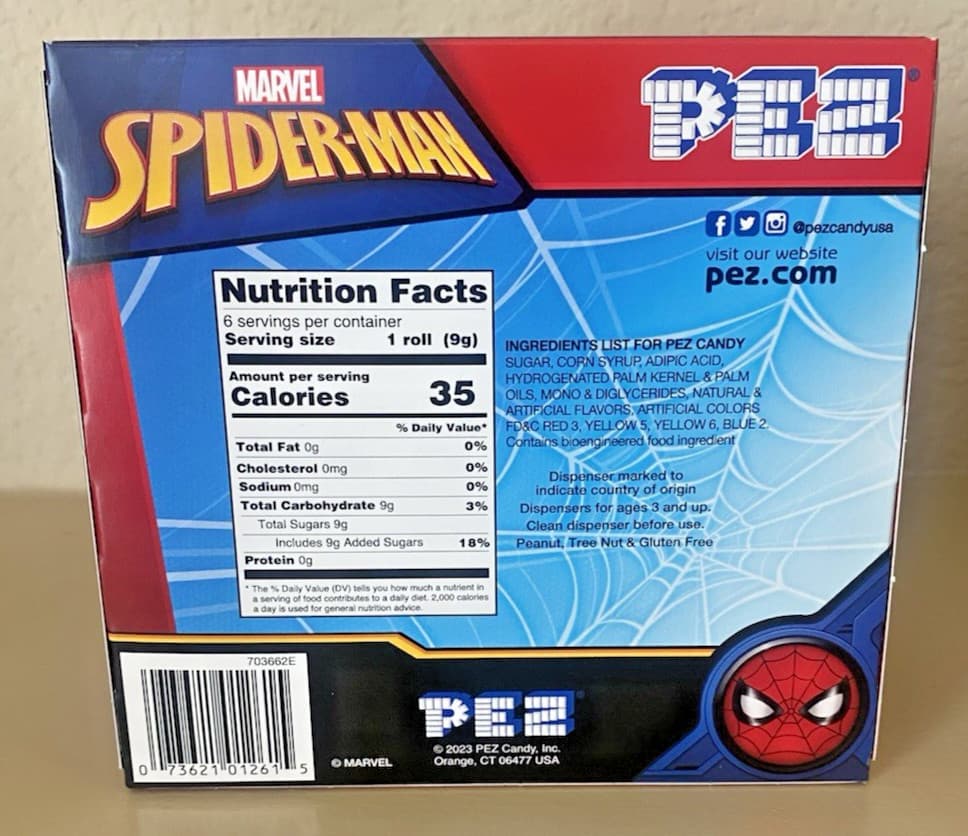 MARVEL
SPIDER-MAN
PEZ®
@pezcandyusa
visit our website
pez.com
Nutrition Facts
6 servings per container
Serving size 1 roll (9g)
Amount per serving
Calories 35
% Daily Value*
Total Fat 0g 0%
Cholesterol 0mg 0%
Sodium 0mg 0%
Total Carbohydrate 9g 3%
Total Sugars 9g
Includes 9g Added Sugars 18%
Protein 0g
* The % Daily Value (DV) tells you how much a nutrient in
a serving of food contributes to a daily diet. 2,000 calories
a day is used for general nutrition advice.
INGREDIENTS LIST FOR PEZ CANDY
SUGAR, CORN SYRUP, ADIPIC ACID,
HYDROGENATED PALM KERNEL & PALM
OILS, MONO & DIGLYCERIDES, NATURAL &
ARTIFICIAL FLAVORS, ARTIFICIAL COLORS
FD&C RED 3, YELLOW 5, YELLOW 6, BLUE 2.
Contains bioengineered food ingredient
Dispenser marked to
indicate country of origin
Dispensers for ages 3 and up.
Clean dispenser before use.
Peanut, Tree Nut & Gluten Free
703662E
0 73621 01261 5
© MARVEL
PEZ®
© 2023 PEZ Candy, Inc.
Orange, CT 06477 USA